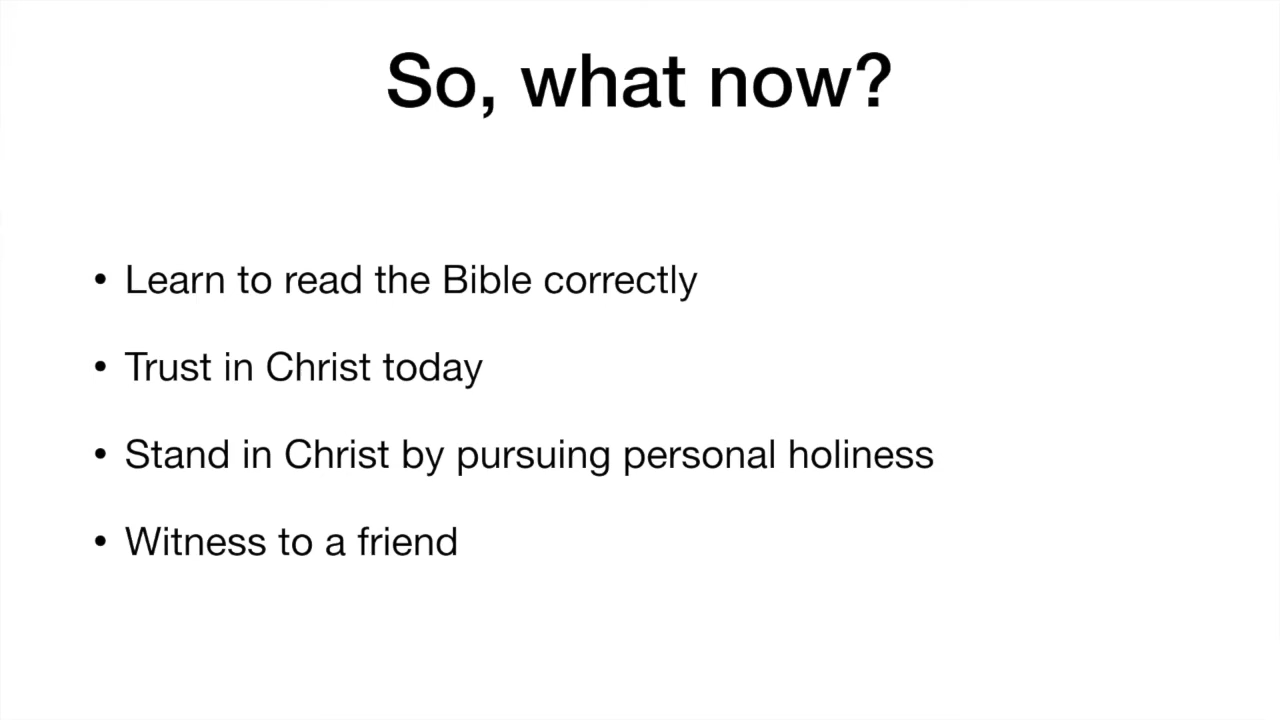 So, what now?
• Learn to read the Bible correctly
• Trust in Christ today
• Stand in Christ by pursuing personal holiness
• Witness to a friend